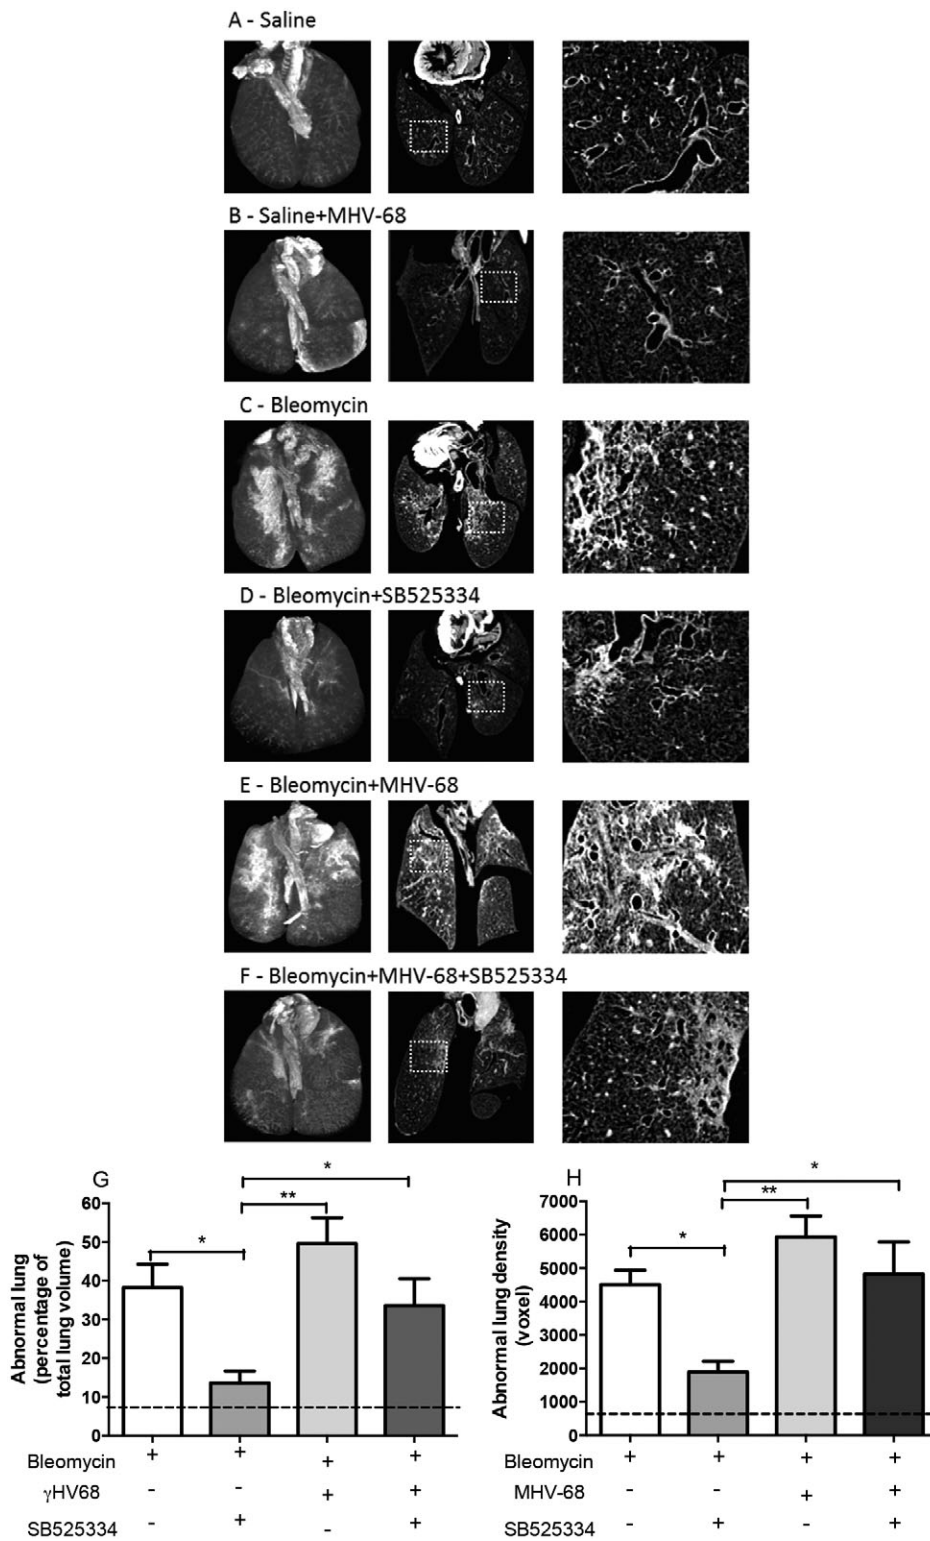 A - Saline
B - Saline+MHV-68
C - Bleomycin
D - Bleomycin+SB525334
E - Bleomycin+MHV-68
F - Bleomycin+MHV-68+SB525334
G
*
**
*
60
50
40
30
20
10
0
Abnormal lung
(percentage of
total lung volume)
Bleomycin + + + +
γHV68 - - + +
SB525334 - + - +
H
*
**
*
7000
6000
5000
4000
3000
2000
1000
0
Abnormal lung density
(voxel)
Bleomycin + + + +
MHV-68 - - + +
SB525334 - + - +